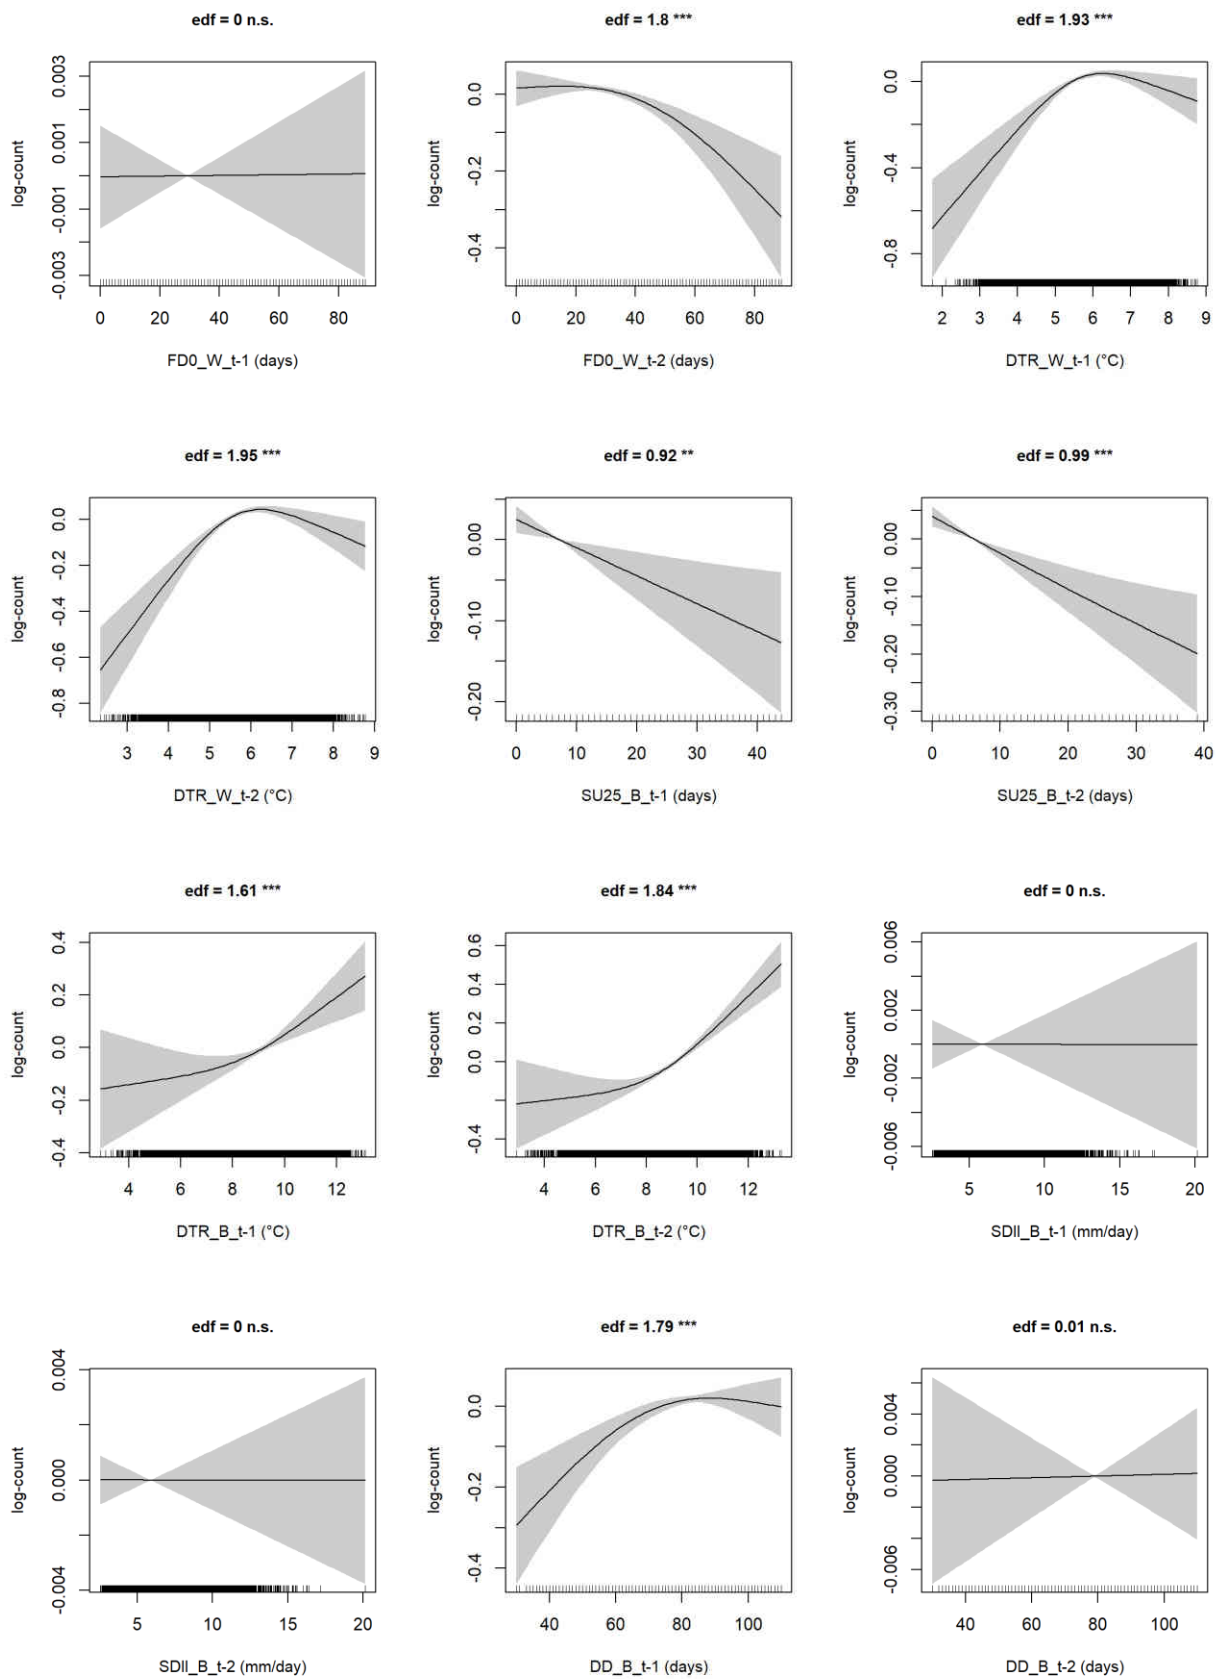 edf = 0 n.s.
log-count
0.003
0.001
-0.001
-0.003
0 20 40 60 80
FD0_W_t-1 (days)
edf = 1.8 ***
log-count
0.0
-0.2
-0.4
0 20 40 60 80
FD0_W_t-2 (days)
edf = 1.93 ***
log-count
0.0
-0.4
-0.8
2 3 4 5 6 7 8 9
DTR_W_t-1 (°C)
edf = 1.95 ***
log-count
0.0
-0.2
-0.4
-0.6
-0.8
3 4 5 6 7 8 9
DTR_W_t-2 (°C)
edf = 0.92 **
log-count
0.00
-0.10
-0.20
0 10 20 30 40
SU25_B_t-1 (days)
edf = 0.99 ***
log-count
0.00
-0.10
-0.20
-0.30
0 10 20 30 40
SU25_B_t-2 (days)
edf = 1.61 ***
log-count
0.4
0.2
0.0
-0.2
-0.4
4 6 8 10 12
DTR_B_t-1 (°C)
edf = 1.84 ***
log-count
0.6
0.4
0.2
0.0
-0.4
4 6 8 10 12
DTR_B_t-2 (°C)
edf = 0 n.s.
log-count
0.006
0.002
-0.002
-0.006
5 10 15 20
SDII_B_t-1 (mm/day)
edf = 0 n.s.
log-count
0.004
0.000
-0.004
5 10 15 20
SDII_B_t-2 (mm/day)
edf = 1.79 ***
log-count
0.0
-0.2
-0.4
40 60 80 100
DD_B_t-1 (days)
edf = 0.01 n.s.
log-count
0.004
0.000
-0.006
40 60 80 100
DD_B_t-2 (days)